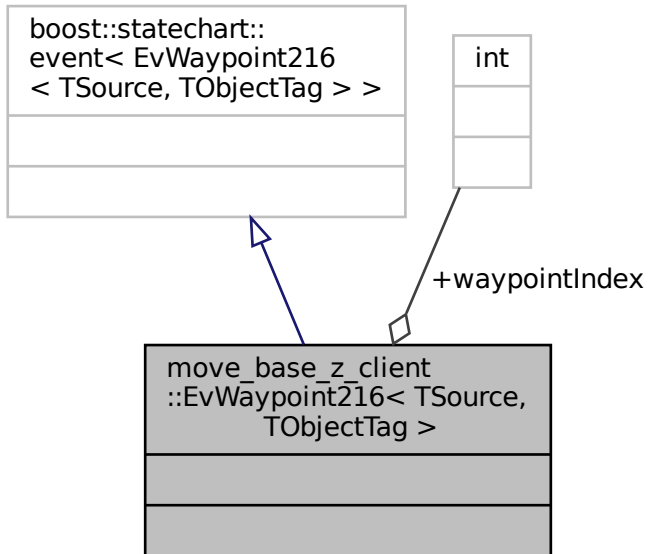 boost::statechart::
event< EvWaypoint216
< TSource, TObjectTag > >
int
+waypointIndex
move_base_z_client
::EvWaypoint216< TSource,
TObjectTag >